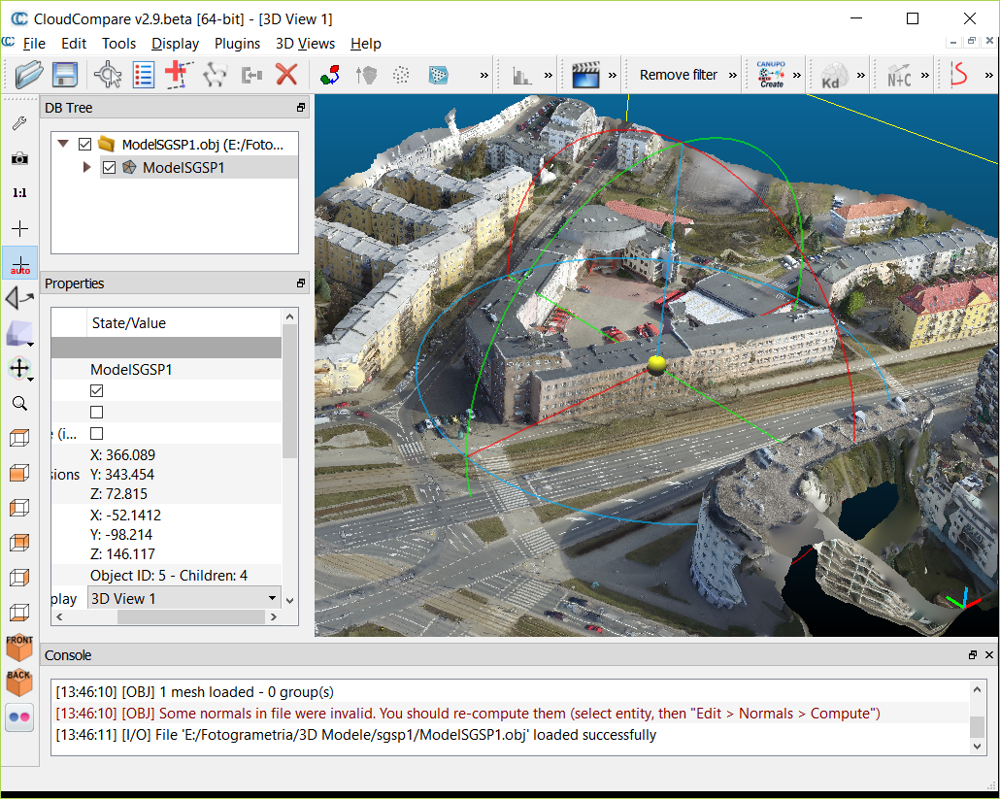 CloudCompare v2.9.beta [64-bit] - [3D View 1]
File Edit Tools Display Plugins 3D Views Help
» » » Remove filter » CANUPO Create » Kd » N+C » S »
DB Tree
ModelSGSP1.obj (E:/Foto...
ModelSGSP1
1:1
auto
Properties
State/Value
ModelSGSP1
e (i...
X: 366.089
sions Y: 343.454
Z: 72.815
X: -52.1412
Y: -98.214
Z: 146.117
Object ID: 5 - Children: 4
play 3D View 1
FRONT
BACK
Console
[13:46:10] [OBJ] 1 mesh loaded - 0 group(s)
[13:46:10] [OBJ] Some normals in file were invalid. You should re-compute them (select entity, then "Edit > Normals > Compute")
[13:46:11] [I/O] File 'E:/Fotogrametria/3D Modele/sgsp1/ModelSGSP1.obj' loaded successfully